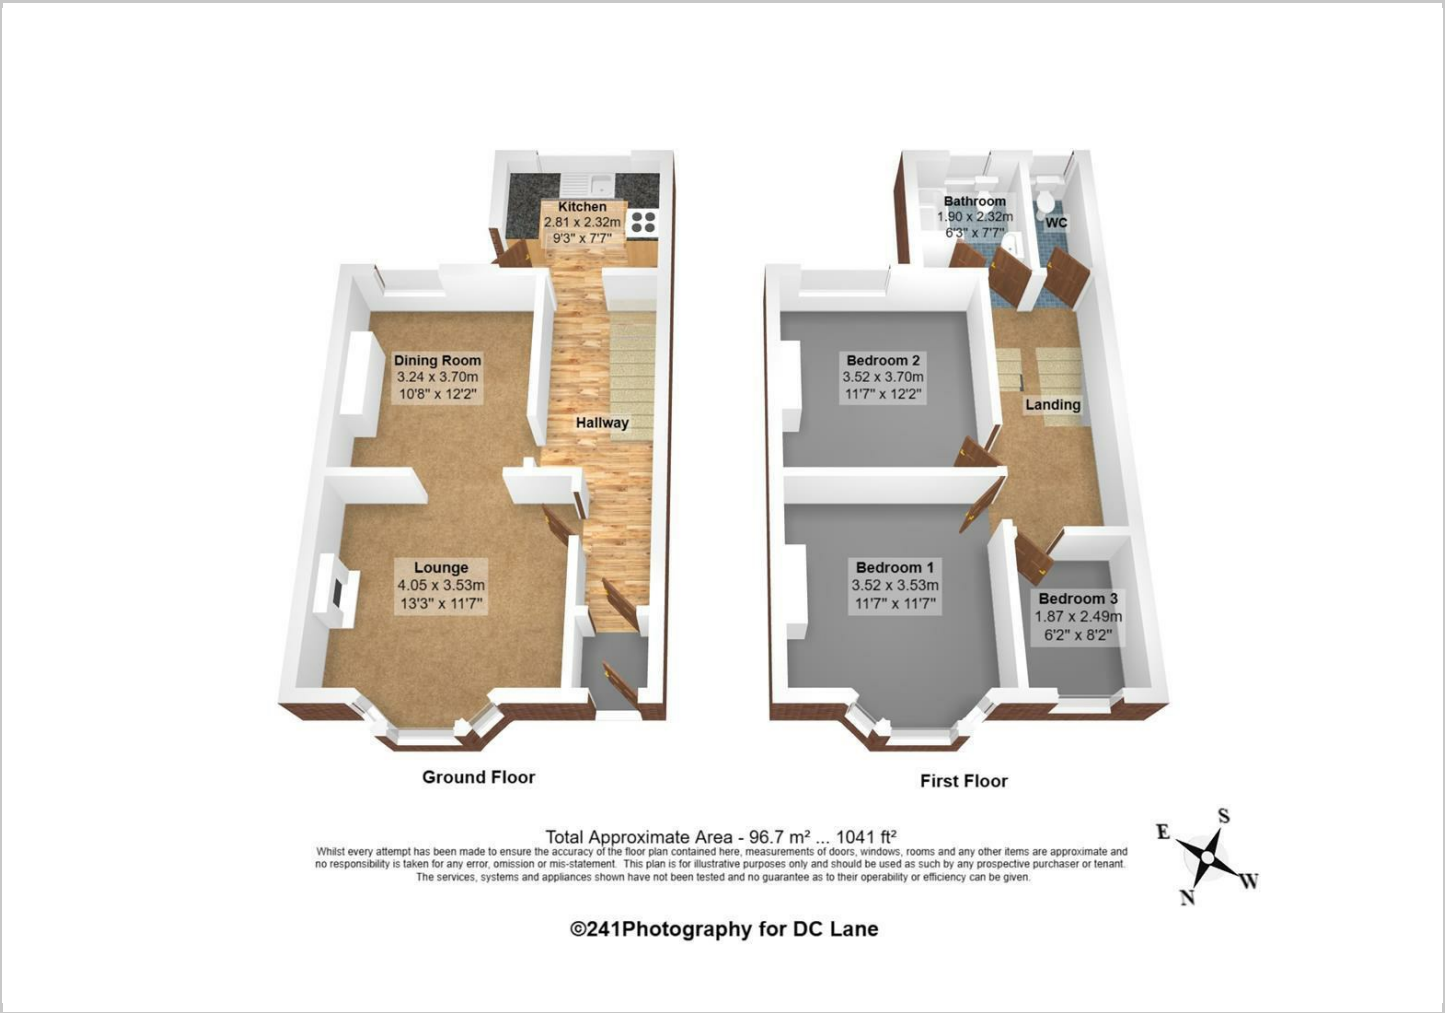 Kitchen
2.81 x 2.32m
9'3" x 7'7"
Dining Room
3.24 x 3.70m
10'8" x 12'2"
Hallway
Lounge
4.05 x 3.53m
13'3" x 11'7"
Ground Floor
Bathroom
1.90 x 2.32m
6'3" x 7'7"
WC
Bedroom 2
3.52 x 3.70m
11'7" x 12'2"
Landing
Bedroom 1
3.52 x 3.53m
11'7" x 11'7"
Bedroom 3
1.87 x 2.49m
6'2" x 8'2"
First Floor
Total Approximate Area - 96.7 m² ... 1041 ft²
Whilst every attempt has been made to ensure the accuracy of the floor plan contained here, measurements of doors, windows, rooms and any other items are approximate and
no responsibility is taken for any error, omission or mis-statement. This plan is for illustrative purposes only and should be used as such by any prospective purchaser or tenant.
The services, systems and appliances shown have not been tested and no guarantee as to their operability or efficiency can be given.
S
E
W
N
©241Photography for DC Lane